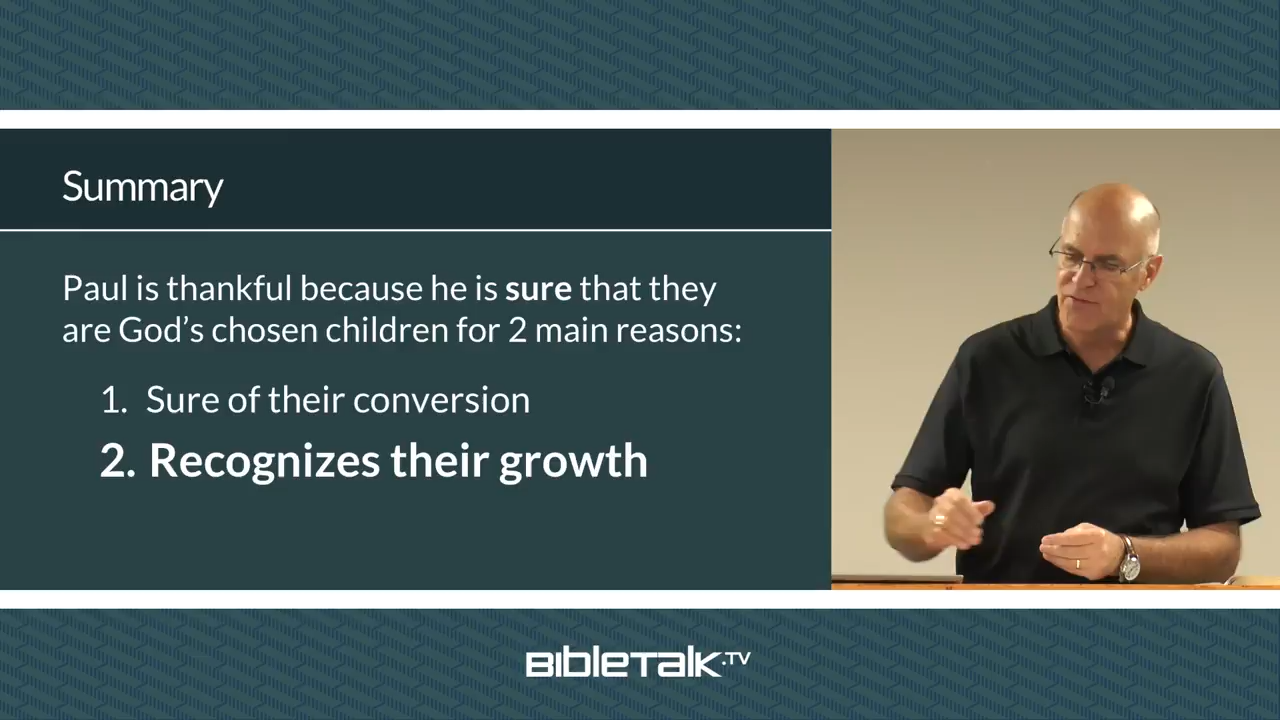 Summary
Paul is thankful because he is sure that they
are God’s chosen children for 2 main reasons:
1. Sure of their conversion
2. Recognizes their growth
BibleTalk.TV